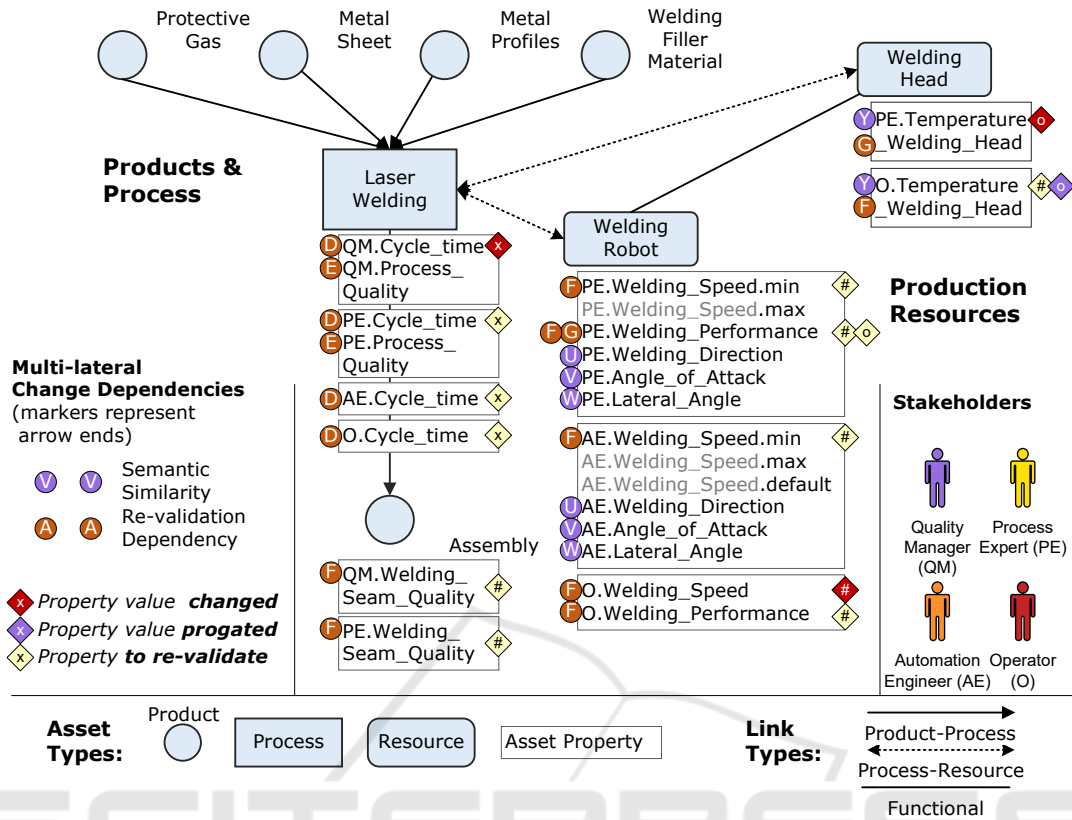 Protective
Gas
Metal
Sheet
Metal
Profiles
Welding
Filler
Material
Welding
Head
Y PE.Temperature o
G _Welding_Head
Y O.Temperature # o
F _Welding_Head
Products &
Process
Laser
Welding
Welding
Robot
D QM.Cycle_time x
E QM.Process_
Quality
D PE.Cycle_time x
E PE.Process_
Quality
D AE.Cycle_time x
D O.Cycle_time x
Assembly
F QM.Welding_
Seam_Quality #
F PE.Welding_
Seam_Quality #
F PE.Welding_Speed.min #
PE.Welding_Speed.max
F G PE.Welding_Performance # o
U PE.Welding_Direction
V PE.Angle_of_Attack
W PE.Lateral_Angle
F AE.Welding_Speed.min #
AE.Welding_Speed.max
AE.Welding_Speed.default
U AE.Welding_Direction
V AE.Angle_of_Attack
W AE.Lateral_Angle
F O.Welding_Speed #
F O.Welding_Performance #
Production
Resources
Multi-lateral
Change Dependencies
(markers represent
arrow ends)
V V Semantic
Similarity
A A Re-validation
Dependency
x Property value changed
x Property value progated
x Property to re-validate
Stakeholders
Quality
Manager
(QM)
Process
Expert (PE)
Automation
Engineer (AE)
Operator
(O)
Asset
Types:
Product
Process
Resource
Asset Property
Link
Types:
Product-Process
Process-Resource
Functional